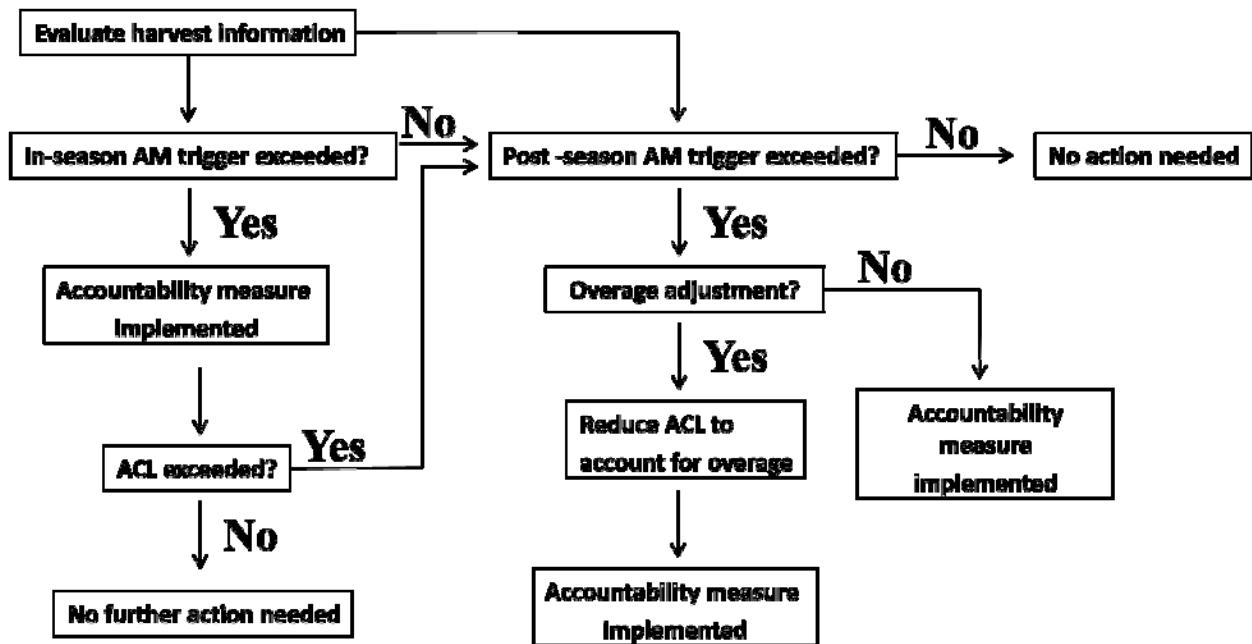 Evaluate harvest information
In-season AM trigger exceeded?
No
Post -season AM trigger exceeded?
No
No action needed
Yes
Yes
Accountability measure
implemented
Overage adjustment?
No
Yes
ACL exceeded?
Yes
Reduce ACL to
account for overage
Accountability
measure
implemented
No
No further action needed
Accountability measure
implemented